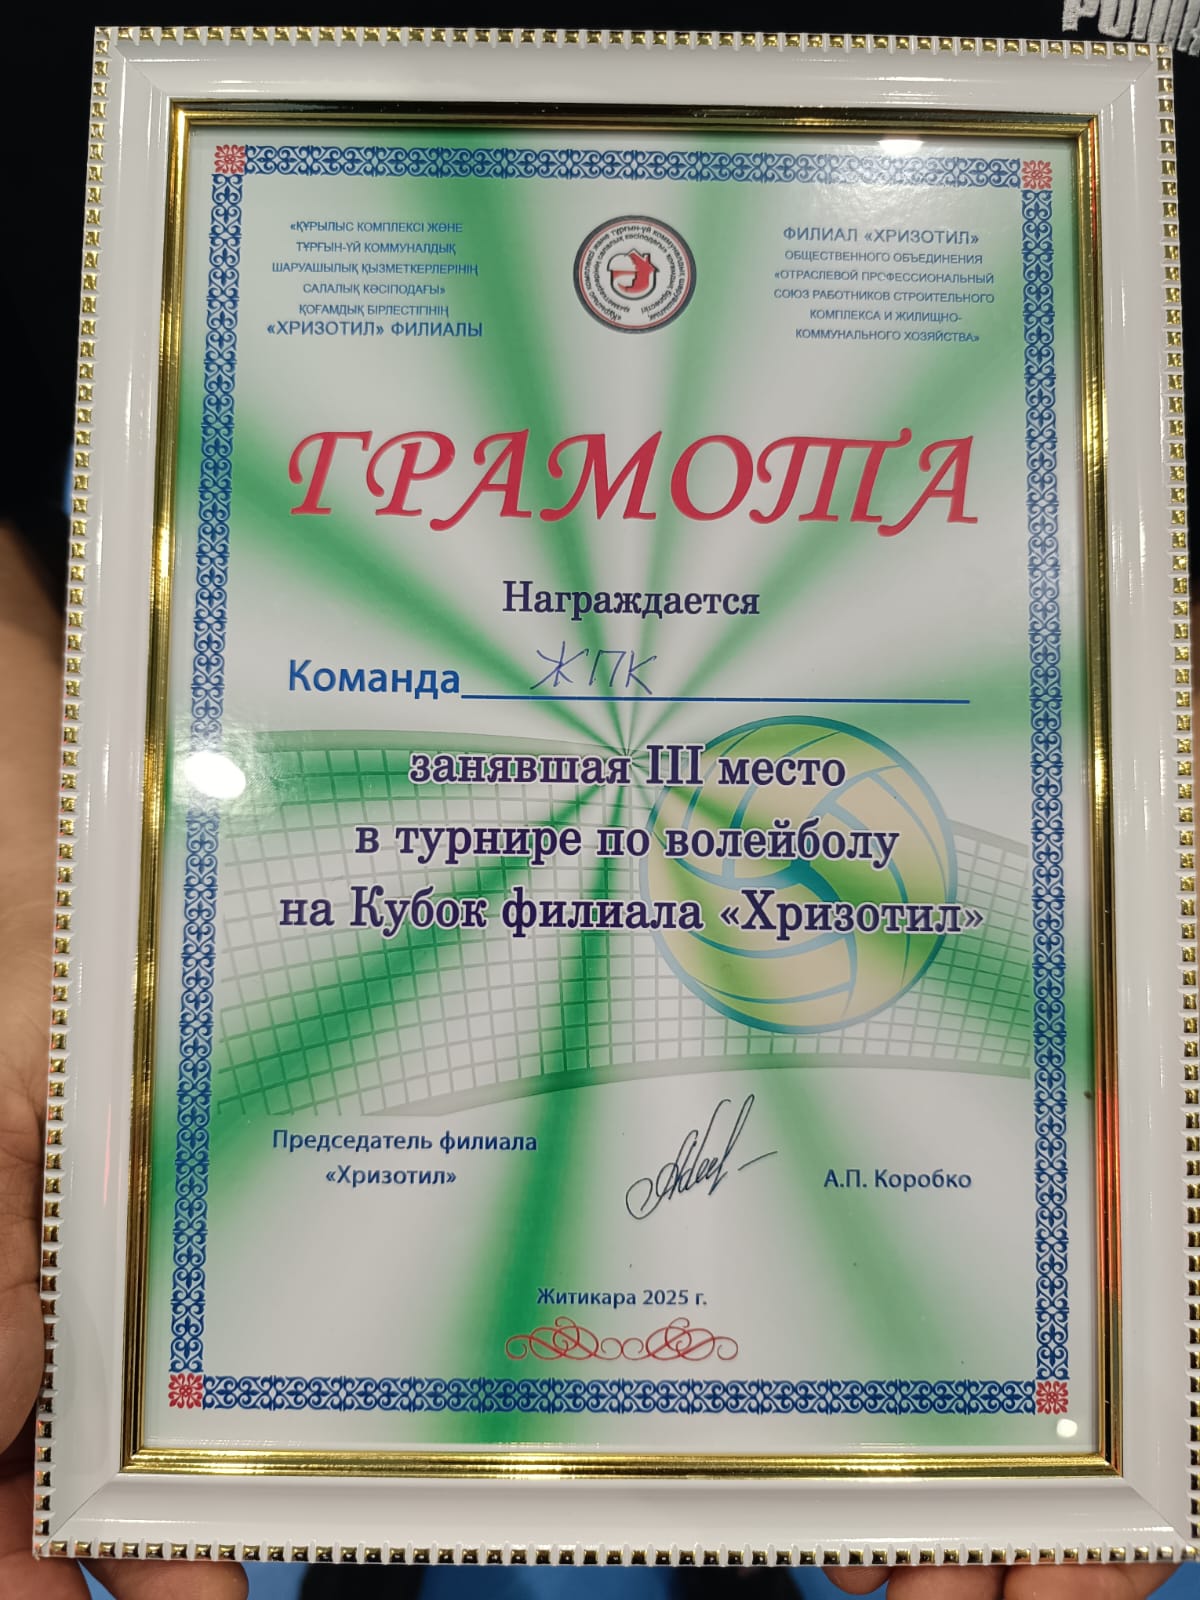 «ҚҰРЫЛЫС КОМПЛЕКСІ ЖӘНЕ
ТҰРҒЫН-ҮЙ КОММУНАЛДЫҚ
ШАРУАШЫЛЫҚ ҚЫЗМЕТКЕРЛЕРІНІҢ
САЛАЛЫҚ КӘСІПОДАҒЫ»
ҚОҒАМДЫҚ БІРЛЕСТІГІНІҢ
«ХРИЗОТИЛ» ФИЛИАЛЫ
ФИЛИАЛ «ХРИЗОТИЛ»
ОБЩЕСТВЕННОГО ОБЪЕДИНЕНИЯ
«ОТРАСЛЕВОЙ ПРСФЕССИОНАЛЬНЫЙ
СОЮЗ РАБОТНИКОВ СТРОИТЕЛЬНОГО
КОМПЛЕКСА И ЖИЛИЩНО-
КОММУНАЛЬНОГО ХОЗЯЙСТВА»
ГРАМОТА
Награждается
Команда ЖПК
занявшая III место
в турнире по волейболу
на Кубок филиала «Хризотил»
Председатель филиала
«Хризотил»
А.П. Коробко
Житикара 2025 г.